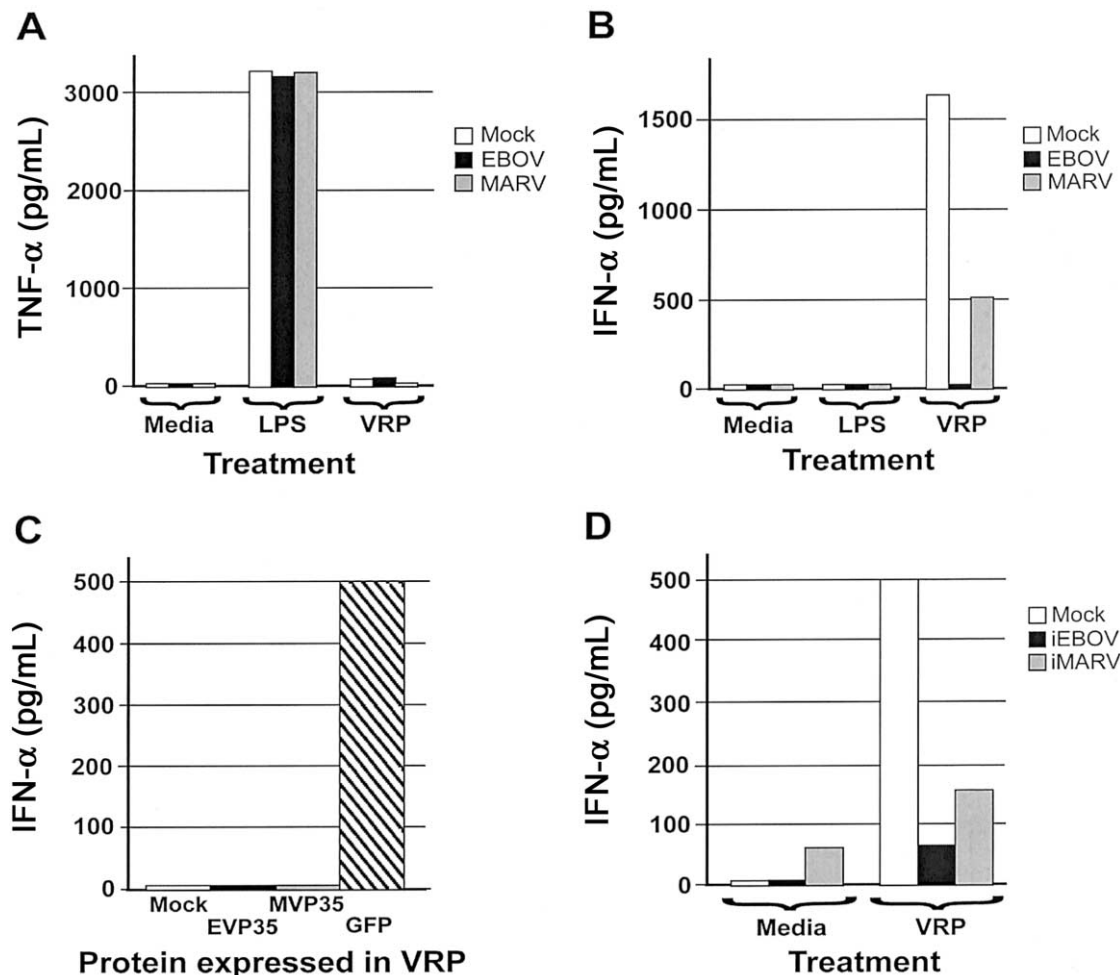 A
TNF-α (pg/mL)
3000
2000
1000
0
Mock
EBOV
MARV
Media LPS VRP
Treatment
B
IFN-α (pg/mL)
1500
1000
500
0
Mock
EBOV
MARV
Media LPS VRP
Treatment
C
IFN-α (pg/mL)
500
400
300
200
100
0
Mock MVP35
EVP35 GFP
Protein expressed in VRP
D
IFN-α (pg/mL)
500
400
300
200
100
0
Mock
iEBOV
iMARV
Media VRP
Treatment